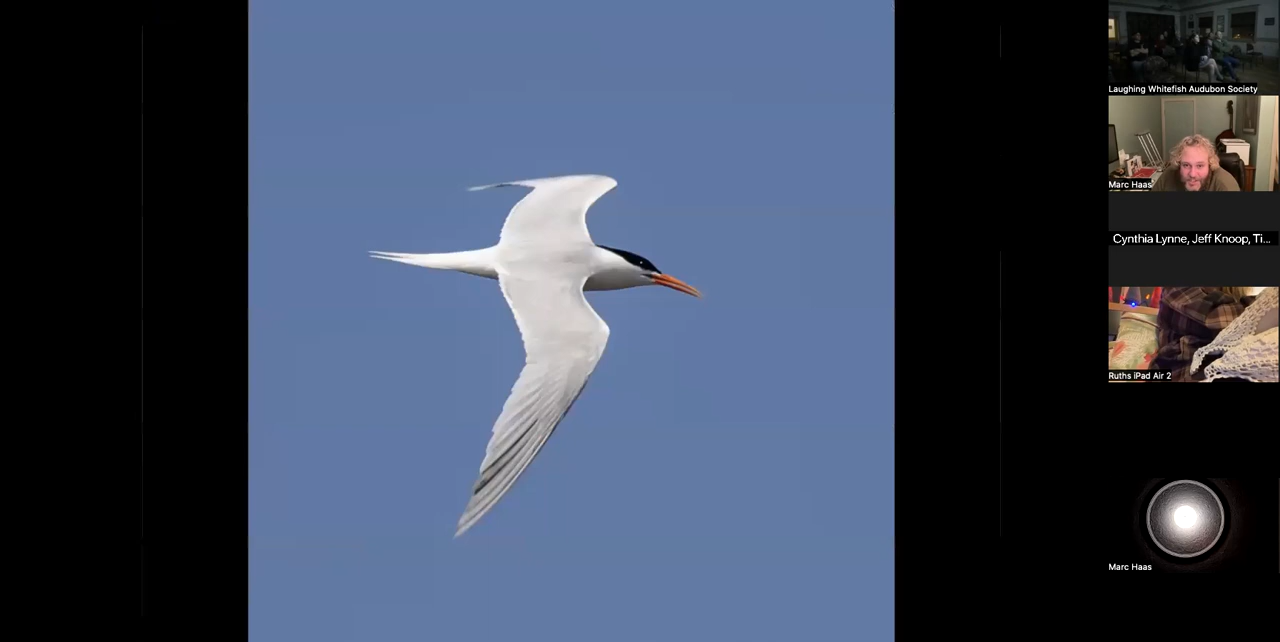 Laughing Whitefish Audubon Society
Marc Haas
Cynthia Lynne, Jeff Knoop, Ti...
Ruths iPad Air 2
Marc Haas